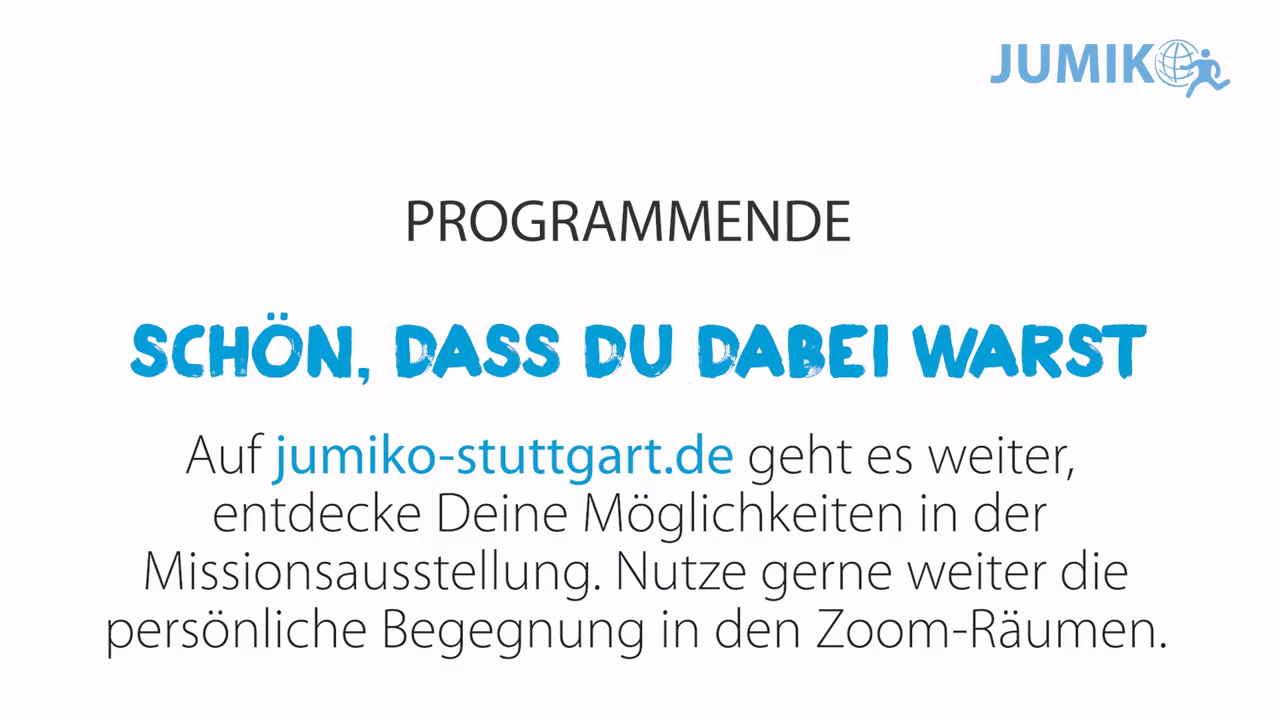 JUMIKO
PROGRAMMENDE
SCHÖN, DASS DU DABEI WARST
Auf jumiko-stuttgart.de geht es weiter,
entdecke Deine Möglichkeiten in der
Missionsausstellung. Nutze gerne weiter die
persönliche Begegnung in den Zoom-Räumen.